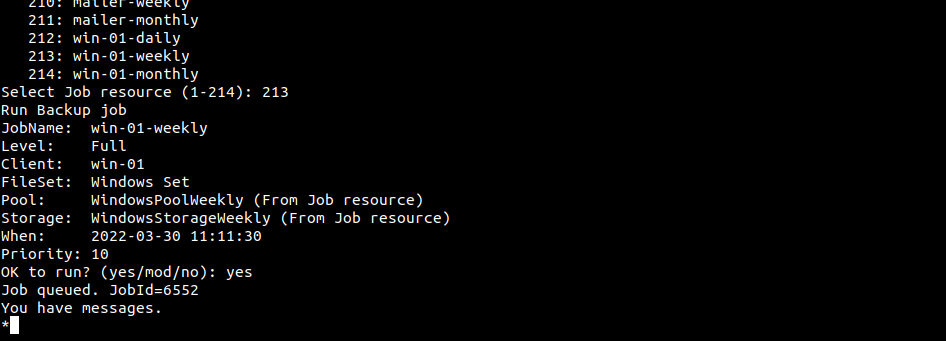 210: mailer-weekly
211: mailer-monthly
212: win-01-daily
213: win-01-weekly
214: win-01-monthly
Select Job resource (1-214): 213
Run Backup job
JobName:  win-01-weekly
Level:    Full
Client:   win-01
FileSet:  Windows Set
Pool:     WindowsPoolWeekly (From Job resource)
Storage:  WindowsStorageWeekly (From Job resource)
When:     2022-03-30 11:11:30
Priority: 10
OK to run? (yes/mod/no): yes
Job queued. JobId=6552
You have messages.
*